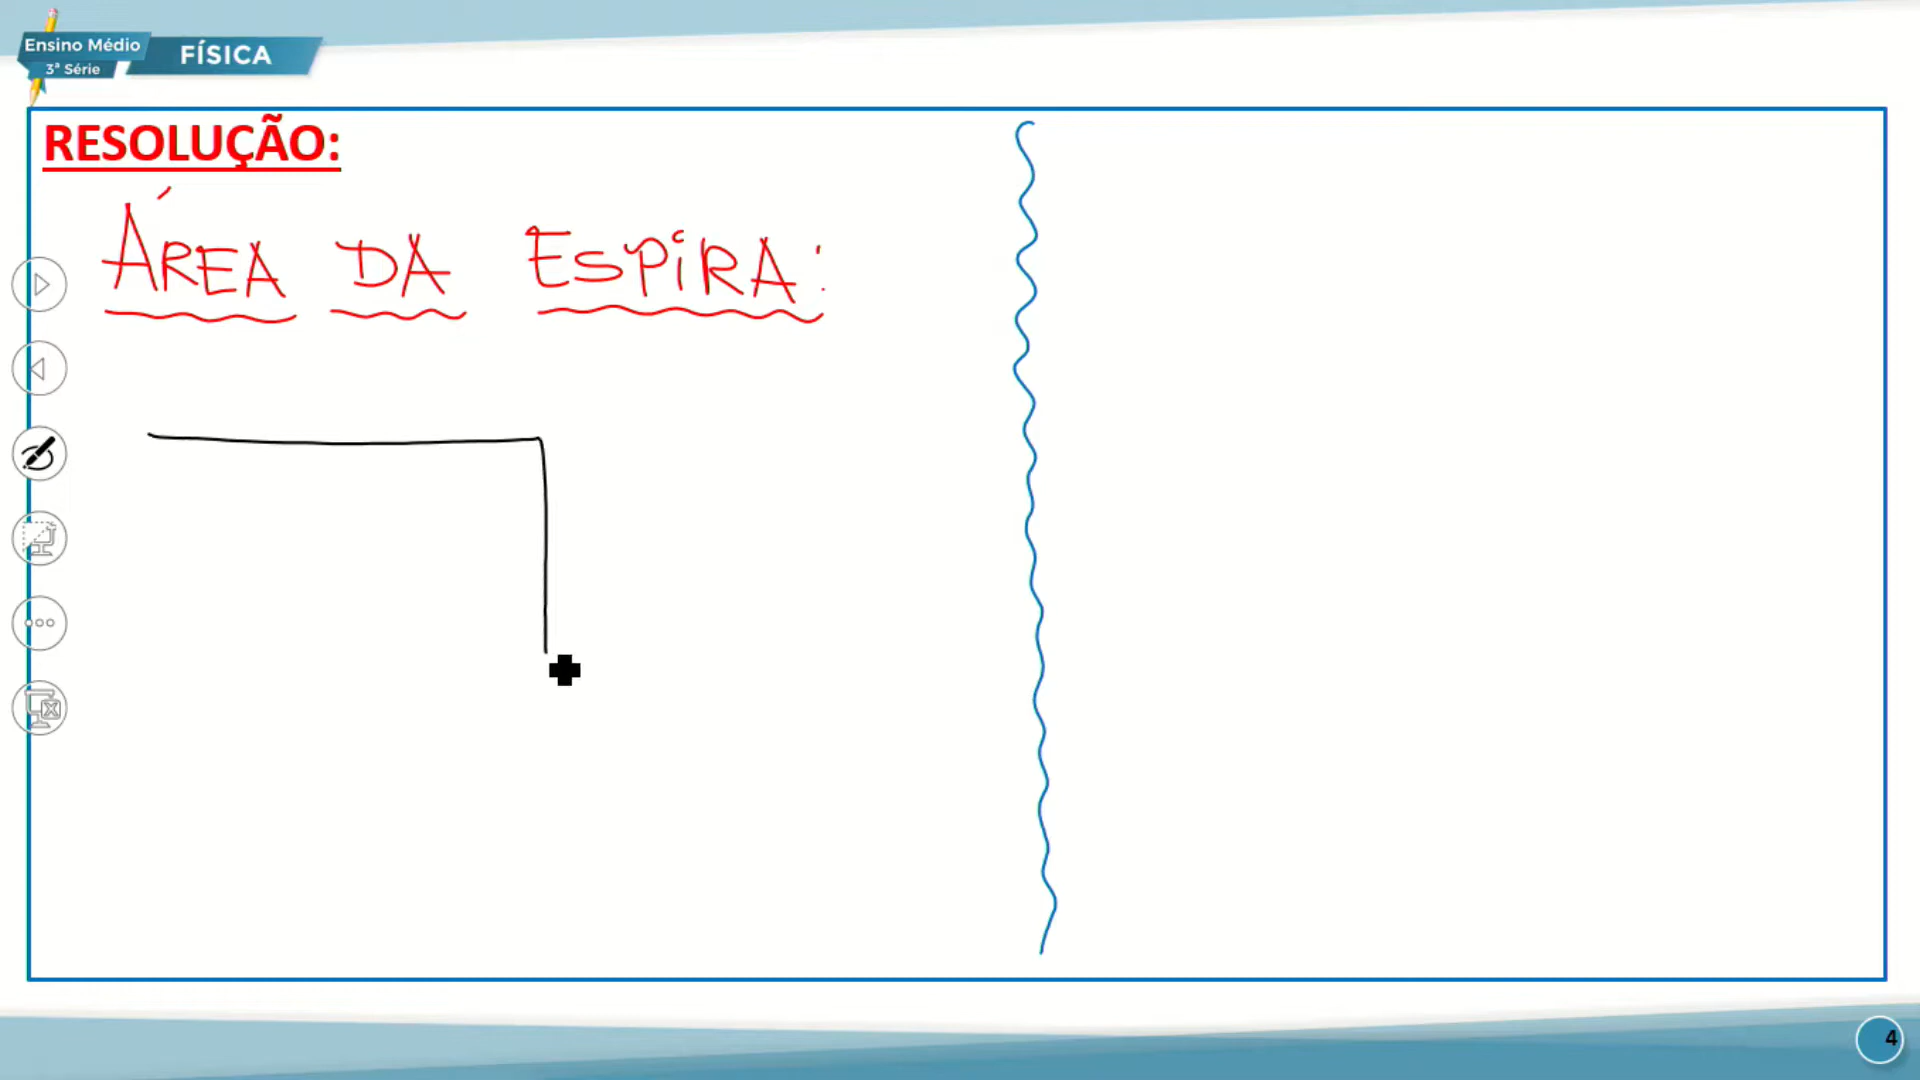 Ensino Médio
3ª Série
FÍSICA
RESOLUÇÃO:
ÁREA DA ESPIRA:
4